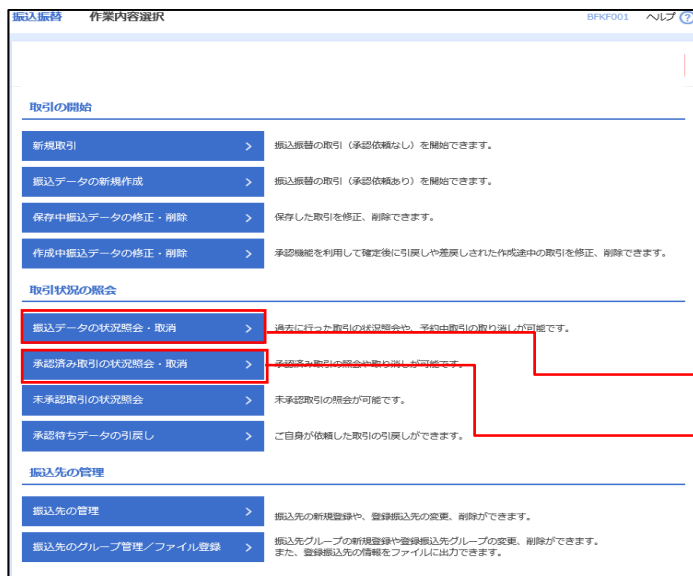 振込振替 作業内容選択 BFKF001 ヘルプ ?
取引の開始
新規取引 > 振込振替の取引（承認依頼なし）を開始できます。
振込データの新規作成 > 振込振替の取引（承認依頼あり）を開始できます。
保存中振込データの修正・削除 > 保存した取引を修正、削除できます。
作成中振込データの修正・削除 > 承認機能を利用して確定後に引戻しや差戻しされた作成途中の取引を修正、削除できます。
取引状況の照会
振込データの状況照会・取消 > 過去に行った取引の状況照会や、予約中取引の取り消しが可能です。
承認済み取引の状況照会・取消 > 承認済み取引の照会や取り消しが可能です。
未承認取引の状況照会 > 未承認取引の照会が可能です。
承認待ちデータの引戻し > ご自身が依頼した取引の引戻しができます。
振込先の管理
振込先の管理 > 振込先の新規登録や、登録振込先の変更、削除ができます。
振込先のグループ管理／ファイル登録 > 振込先グループの新規登録や登録振込先グループの変更、削除ができます。
また、登録振込先の情報をファイルに出力できます。